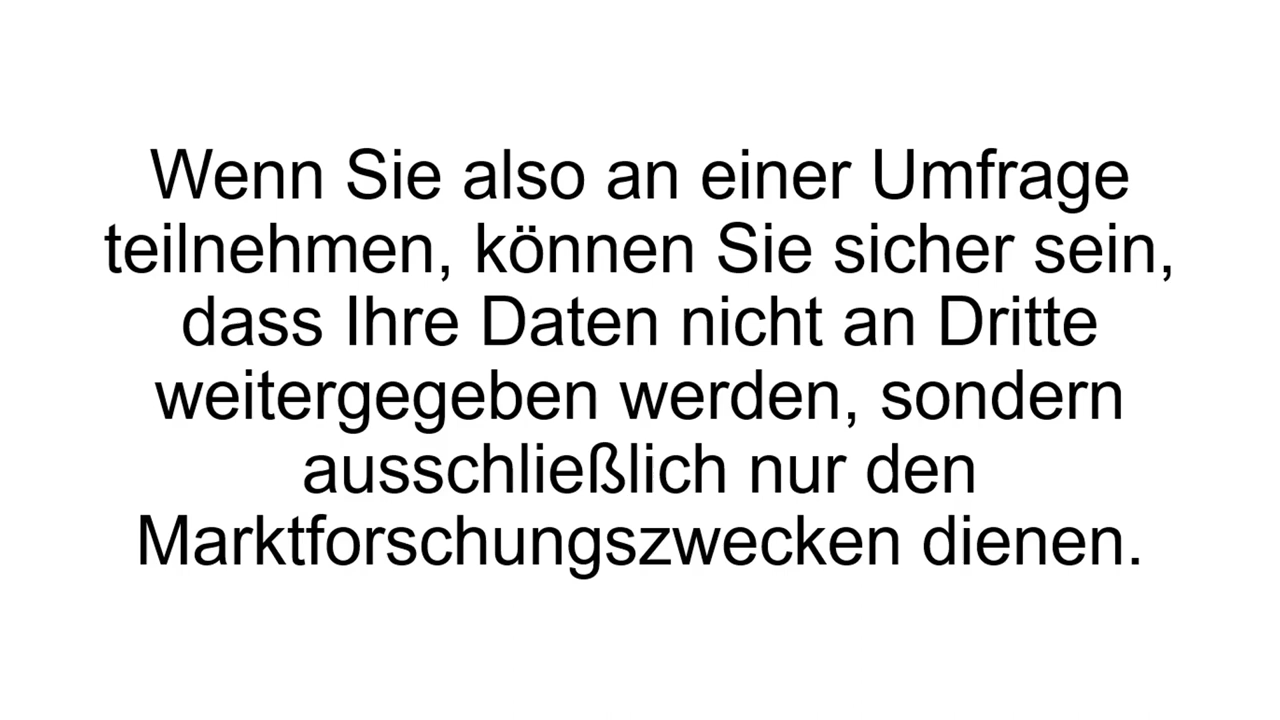 Wenn Sie also an einer Umfrage
teilnehmen, können Sie sicher sein,
dass Ihre Daten nicht an Dritte
weitergegeben werden, sondern
ausschließlich nur den
Marktforschungszwecken dienen.